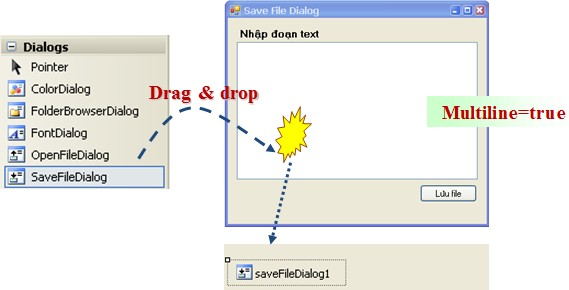 Dialogs
Pointer
ColorDialog
FolderBrowserDialog
FontDialog
OpenFileDialog
SaveFileDialog
Drag & drop
Save File Dialog
Nhập đoạn text
Multiline=true
Lưu file
saveFileDialog1